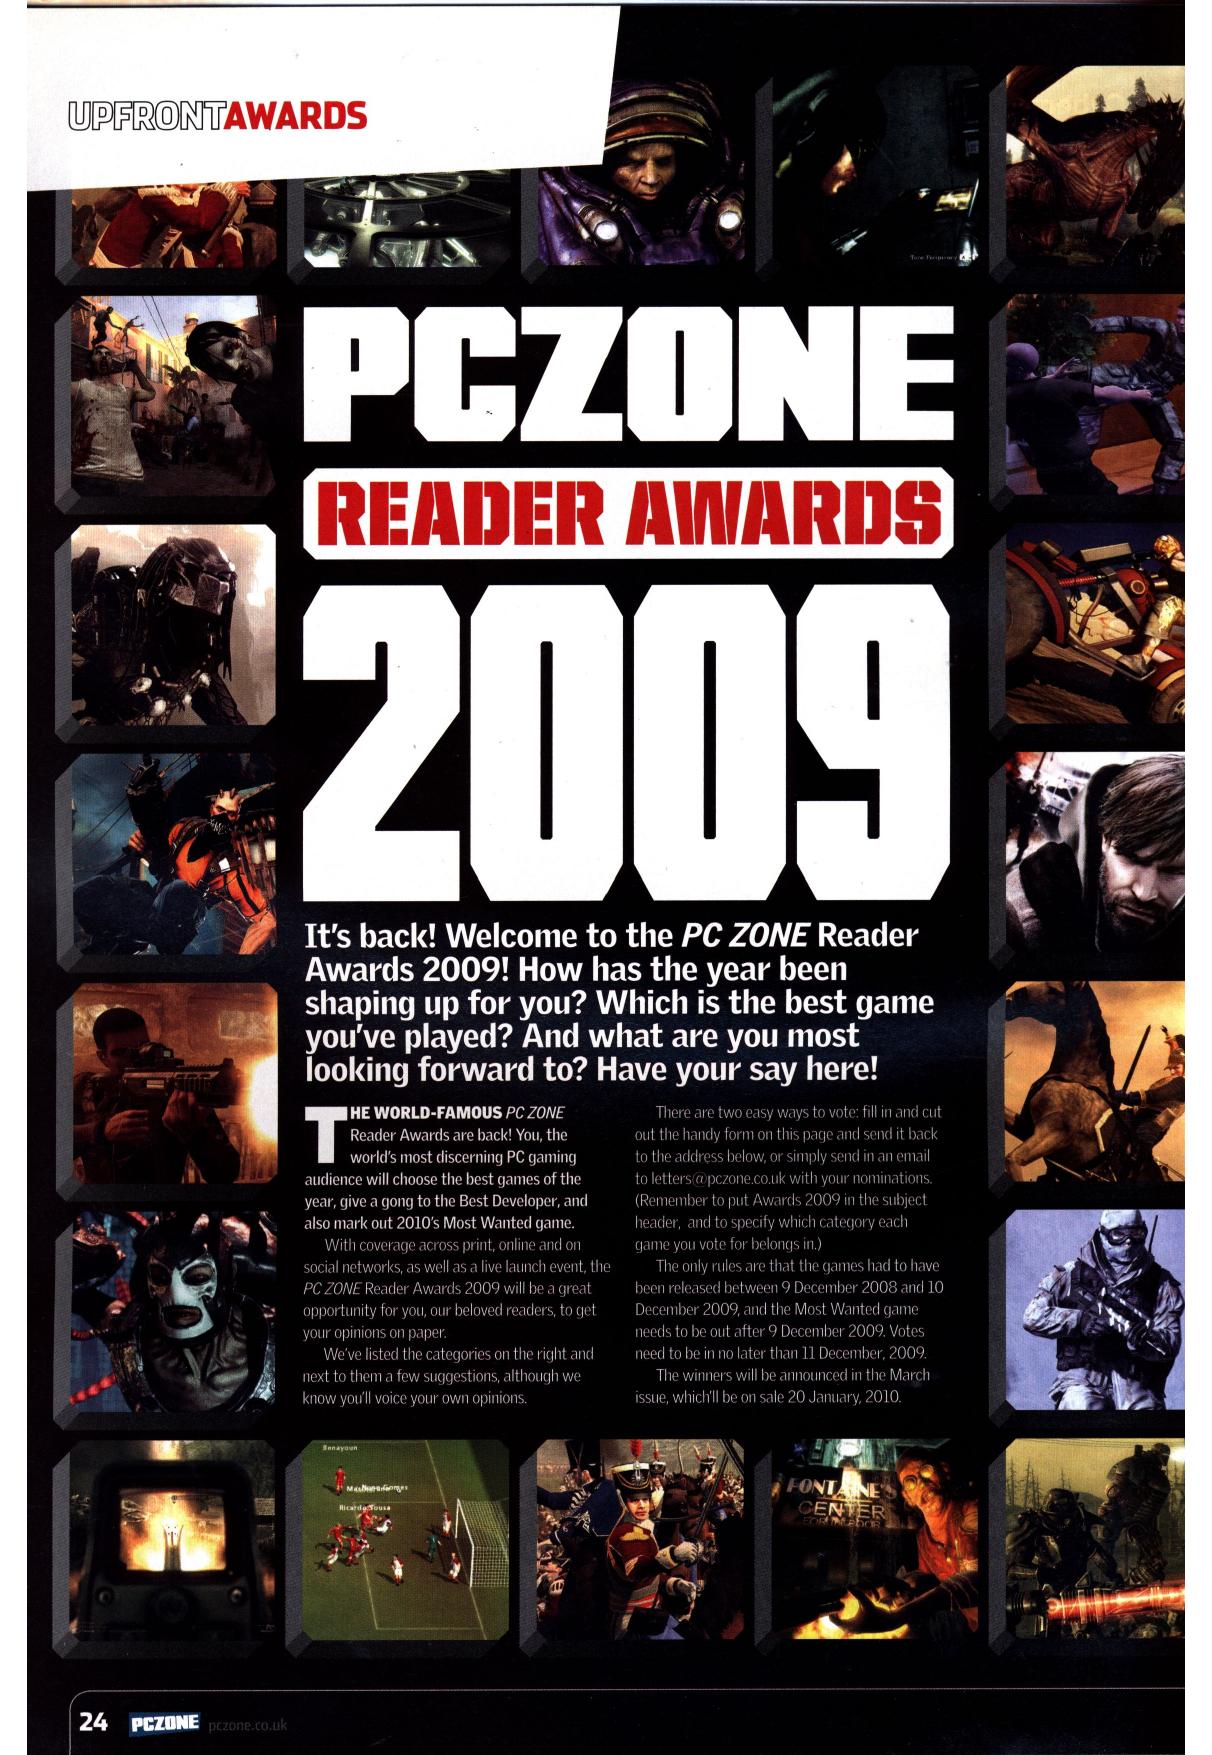 UPFRONTAWARDS
PCZONE
READER AWARDS
2009
It's back! Welcome to the PC ZONE Reader
Awards 2009! How has the year been
shaping up for you? Which is the best game
you've played? And what are you most
looking forward to? Have your say here!
THE WORLD-FAMOUS PC ZONE
Reader Awards are back! You, the
world's most discerning PC gaming
audience will choose the best games of the
year, give a gong to the Best Developer, and
also mark out 2010's Most Wanted game.
With coverage across print, online and on
social networks, as well as a live launch event, the
PC ZONE Reader Awards 2009 will be a great
opportunity for you, our beloved readers, to get
your opinions on paper.
We've listed the categories on the right and
next to them a few suggestions, although we
know you'll voice your own opinions.
There are two easy ways to vote: fill in and cut
out the handy form on this page and send it back
to the address below, or simply send in an email
to letters@pczone.co.uk with your nominations.
(Remember to put Awards 2009 in the subject
header, and to specify which category each
game you vote for belongs in.)
The only rules are that the games had to have
been released between 9 December 2008 and 10
December 2009, and the Most Wanted game
needs to be out after 9 December 2009. Votes
need to be in no later than 11 December, 2009.
The winners will be announced in the March
issue, which'll be on sale 20 January, 2010.
Benayoun
Ricardo Sousa
FONTAINE'S
CENTER
24 PCZONE pczone.co.uk